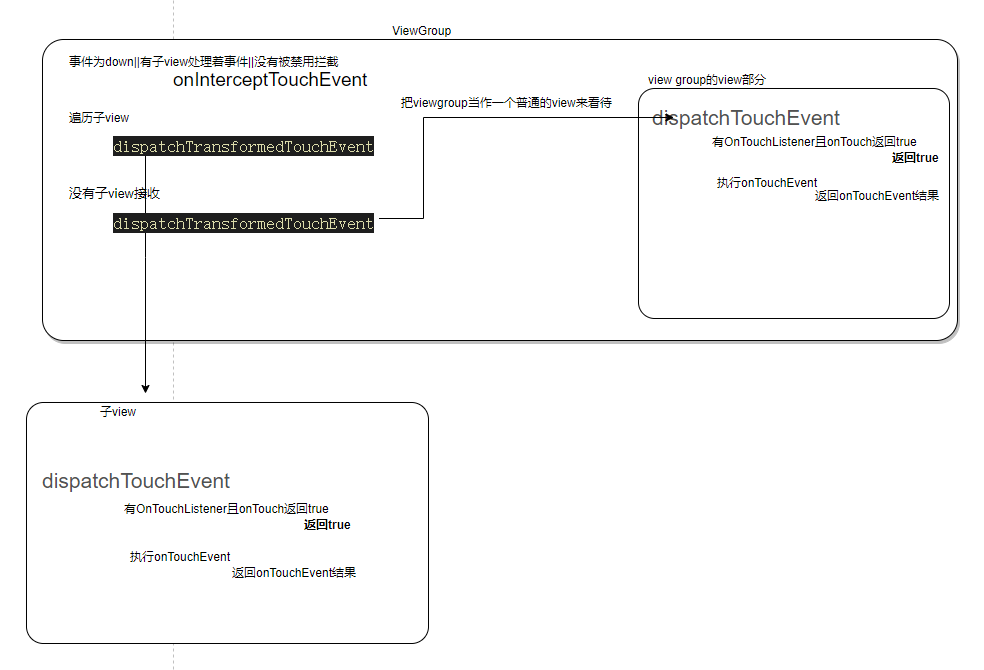 ViewGroup
事件为down||有子view处理着事件||没有被禁用拦截
onInterceptTouchEvent
遍历子view
dispatchTransformedTouchEvent
没有子view接收
dispatchTransformedTouchEvent
把viewgroup当作一个普通的view来看待
view group的view部分
dispatchTouchEvent
有OnTouchListener且onTouch返回true
返回true
执行onTouchEvent
返回onTouchEvent结果
子view
dispatchTouchEvent
有OnTouchListener且onTouch返回true
返回true
执行onTouchEvent
返回onTouchEvent结果